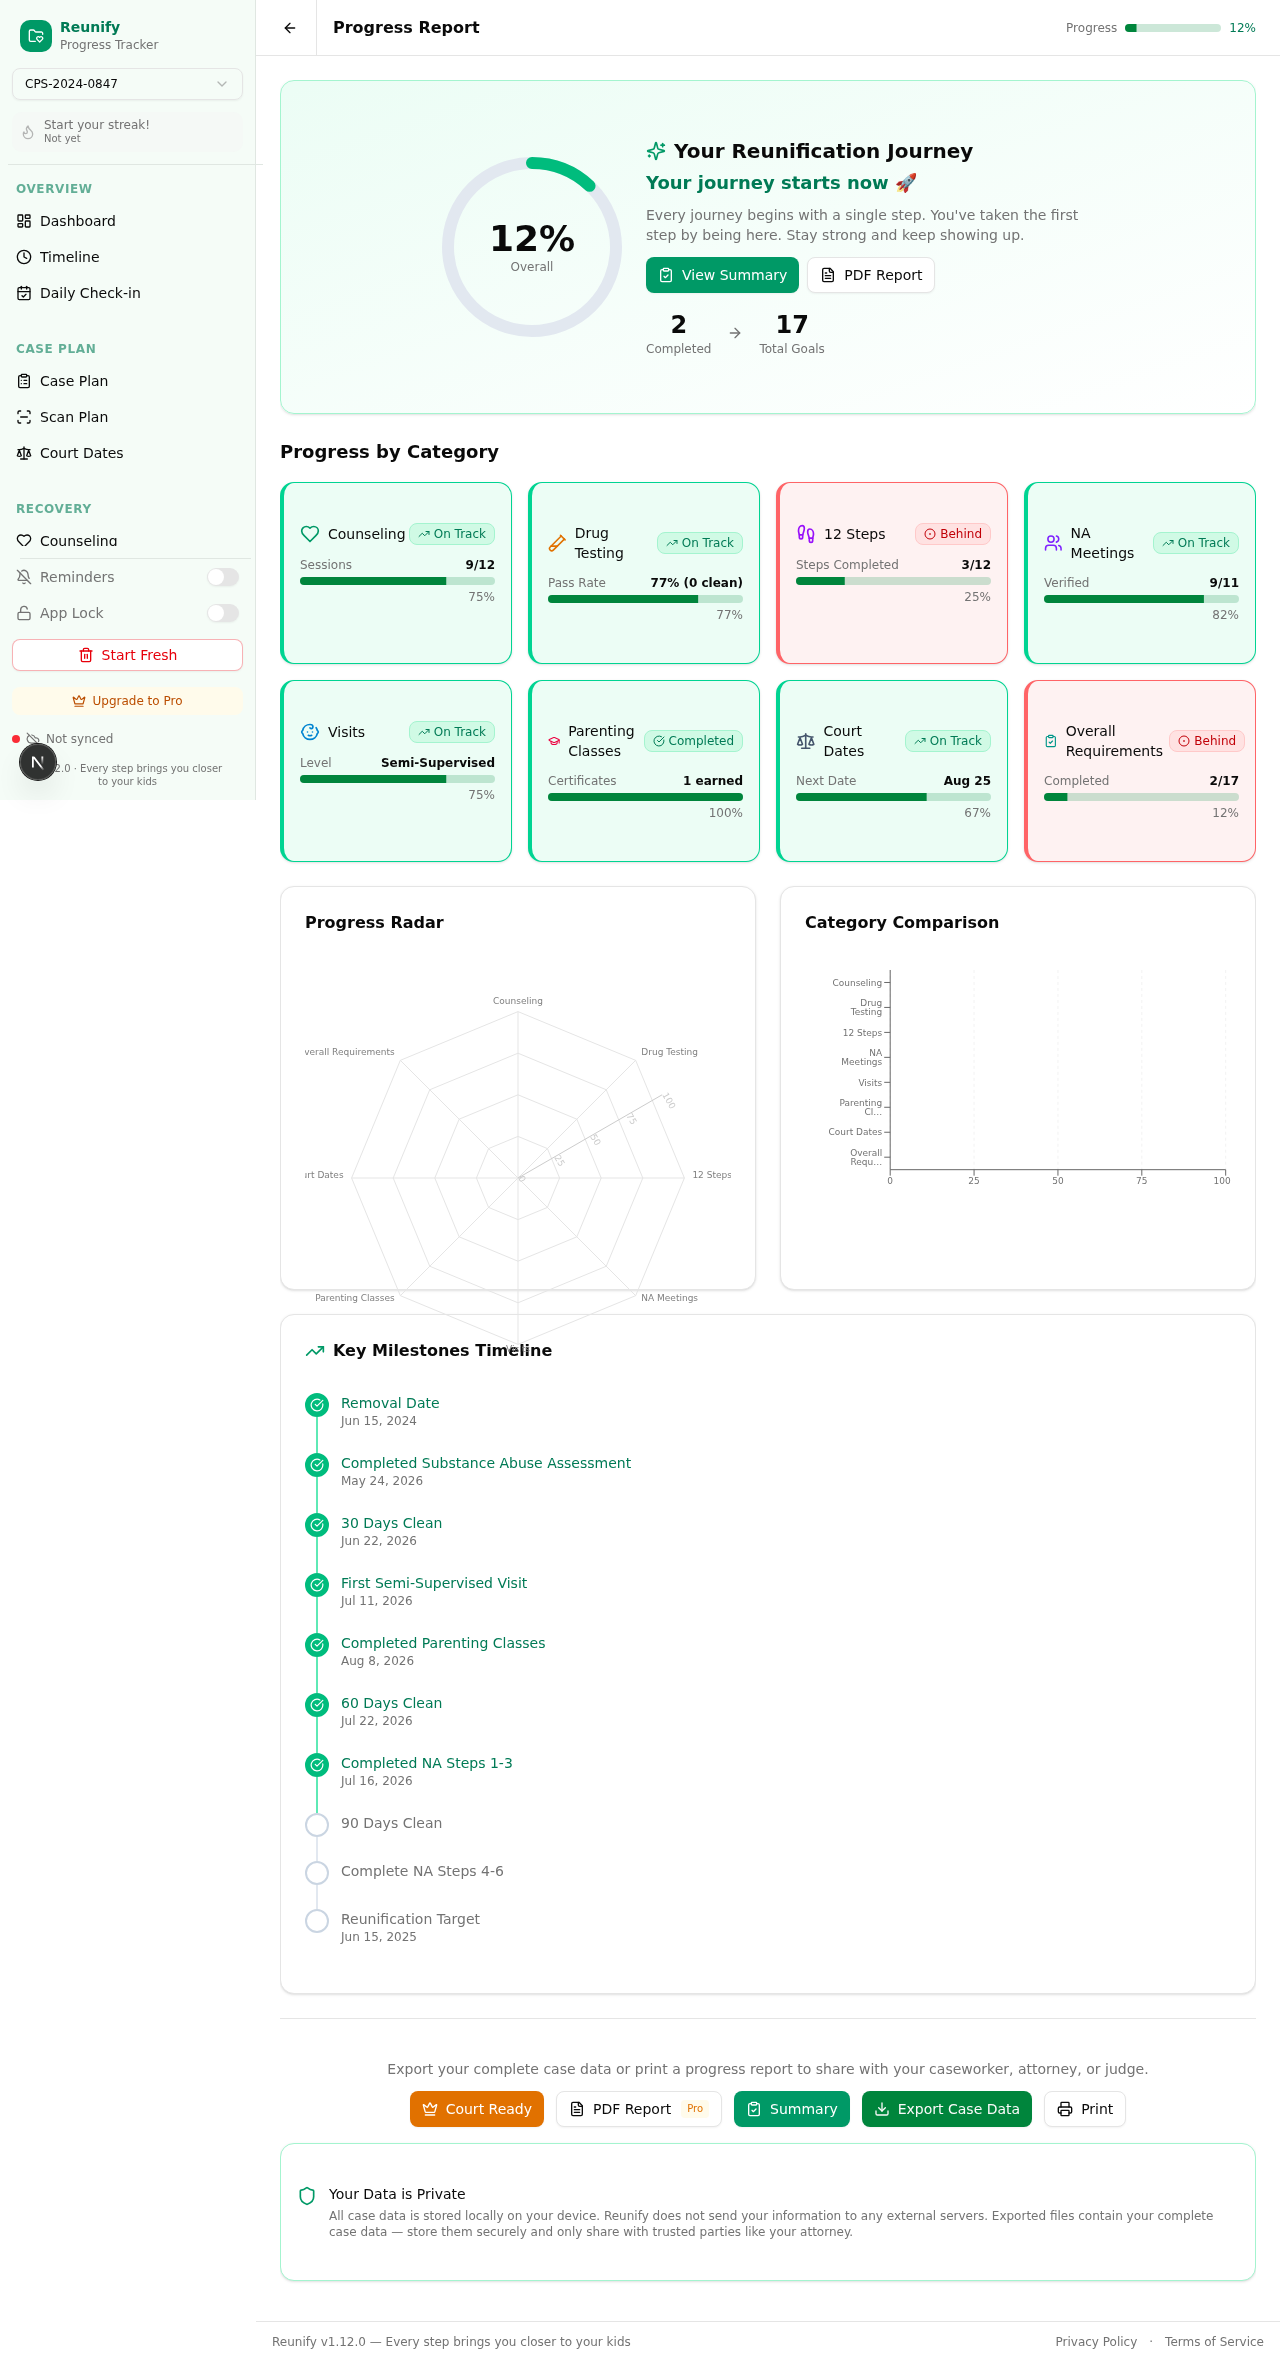 Reunify
Progress Tracker
CPS-2024-0847
Start your streak!
Not yet
OVERVIEW
Dashboard
Timeline
Daily Check-in
CASE PLAN
Case Plan
Scan Plan
Court Dates
RECOVERY
Counseling
Reminders
App Lock
Start Fresh
Upgrade to Pro
Not synced
2.0 · Every step brings you closer
to your kids
Progress Report
Progress
12%
12%
Overall
Your Reunification Journey
Your journey starts now 🚀
Every journey begins with a single step. You've taken the first
step by being here. Stay strong and keep showing up.
View Summary
PDF Report
2
Completed
17
Total Goals
Progress by Category
Counseling
On Track
Sessions
9/12
75%
Drug
Testing
On Track
Pass Rate
77% (0 clean)
77%
12 Steps
Behind
Steps Completed
3/12
25%
NA
Meetings
On Track
Verified
9/11
82%
Visits
On Track
Level
Semi-Supervised
75%
Parenting
Classes
Completed
Certificates
1 earned
100%
Court
Dates
On Track
Next Date
Aug 25
67%
Overall
Requirements
Behind
Completed
2/17
12%
Progress Radar
Counseling
Drug Testing
12 Steps
NA Meetings
Parenting Classes
rt Dates
verall Requirements
0
25
50
75
100
Category Comparison
Counseling
Drug
Testing
12 Steps
NA
Meetings
Visits
Parenting
Cl...
Court Dates
Overall
Requ...
0
25
50
75
100
Key Milestones Timeline
Removal Date
Jun 15, 2024
Completed Substance Abuse Assessment
May 24, 2026
30 Days Clean
Jun 22, 2026
First Semi-Supervised Visit
Jul 11, 2026
Completed Parenting Classes
Aug 8, 2026
60 Days Clean
Jul 22, 2026
Completed NA Steps 1-3
Jul 16, 2026
90 Days Clean
Complete NA Steps 4-6
Reunification Target
Jun 15, 2025
Export your complete case data or print a progress report to share with your caseworker, attorney, or judge.
Court Ready
PDF Report Pro
Summary
Export Case Data
Print
Your Data is Private
All case data is stored locally on your device. Reunify does not send your information to any external servers. Exported files contain your complete
case data — store them securely and only share with trusted parties like your attorney.
Reunify v1.12.0 — Every step brings you closer to your kids
Privacy Policy · Terms of Service